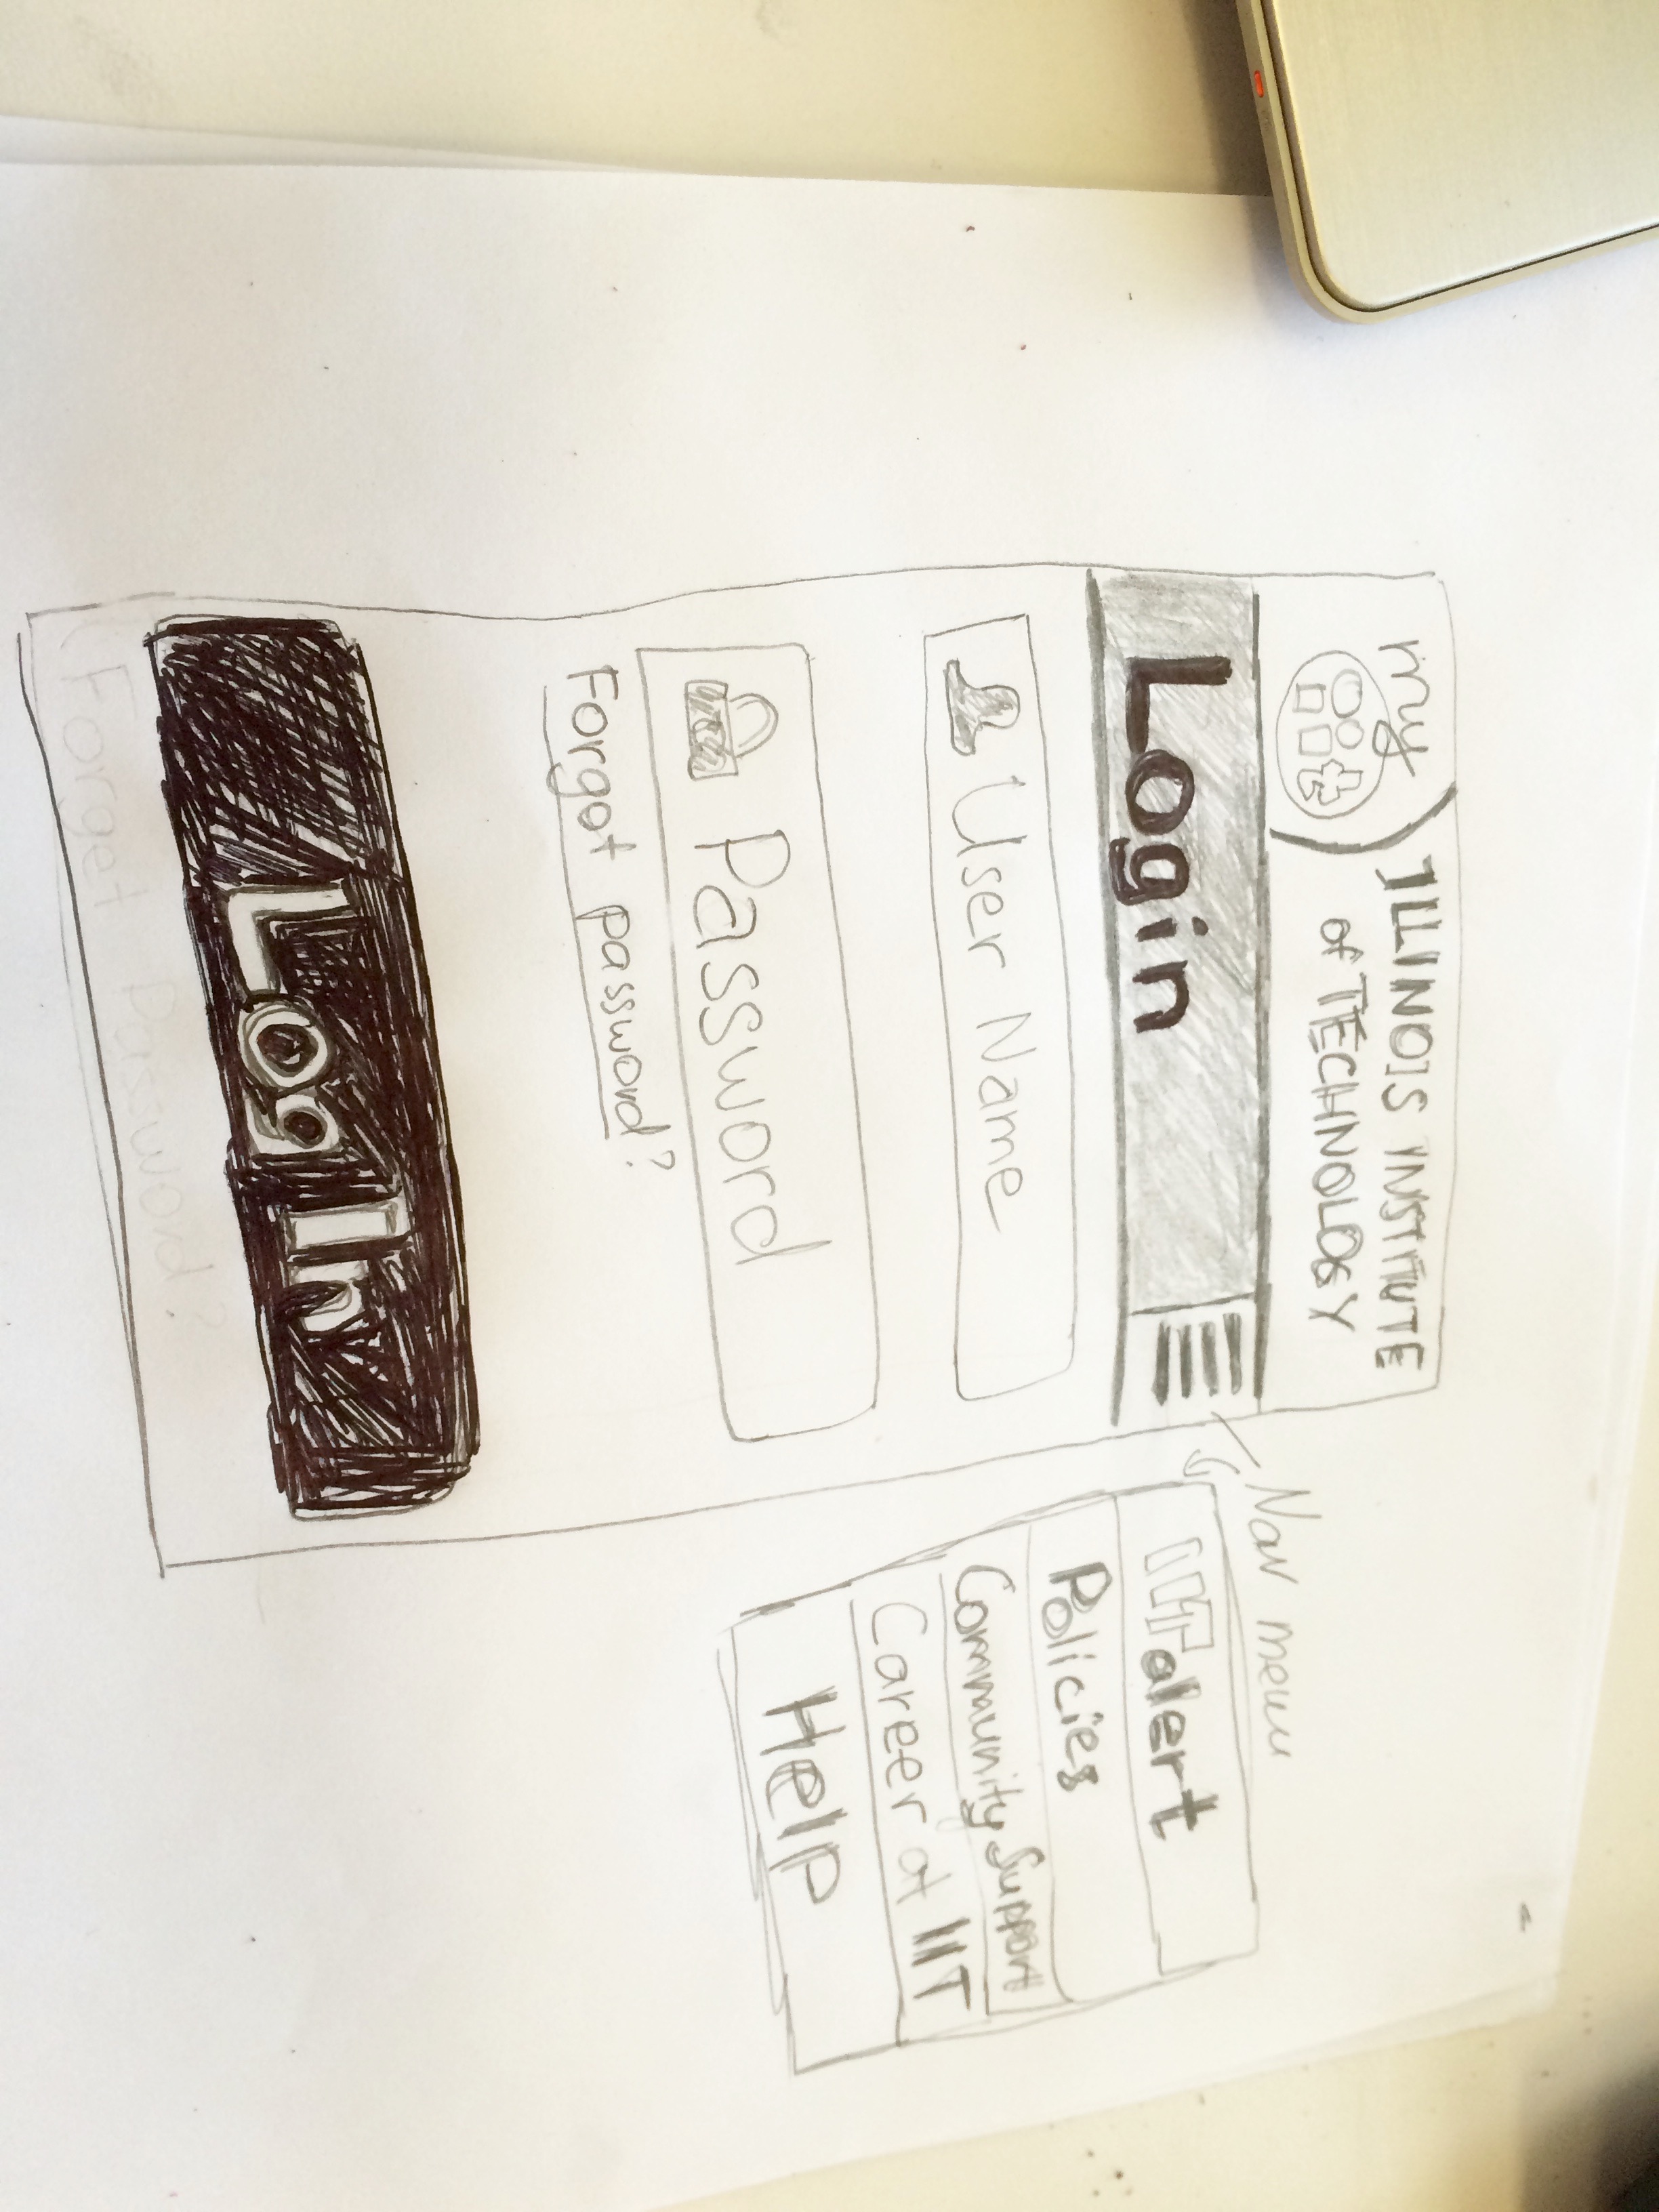 my
ILLINOIS INSTITUTE
of TECHNOLOGY
Login
User Name
Password
Forgot password?
LogIn
Forget password?
Nav menu
IIT alert
Policies
Community Support
Career at IIT
Help